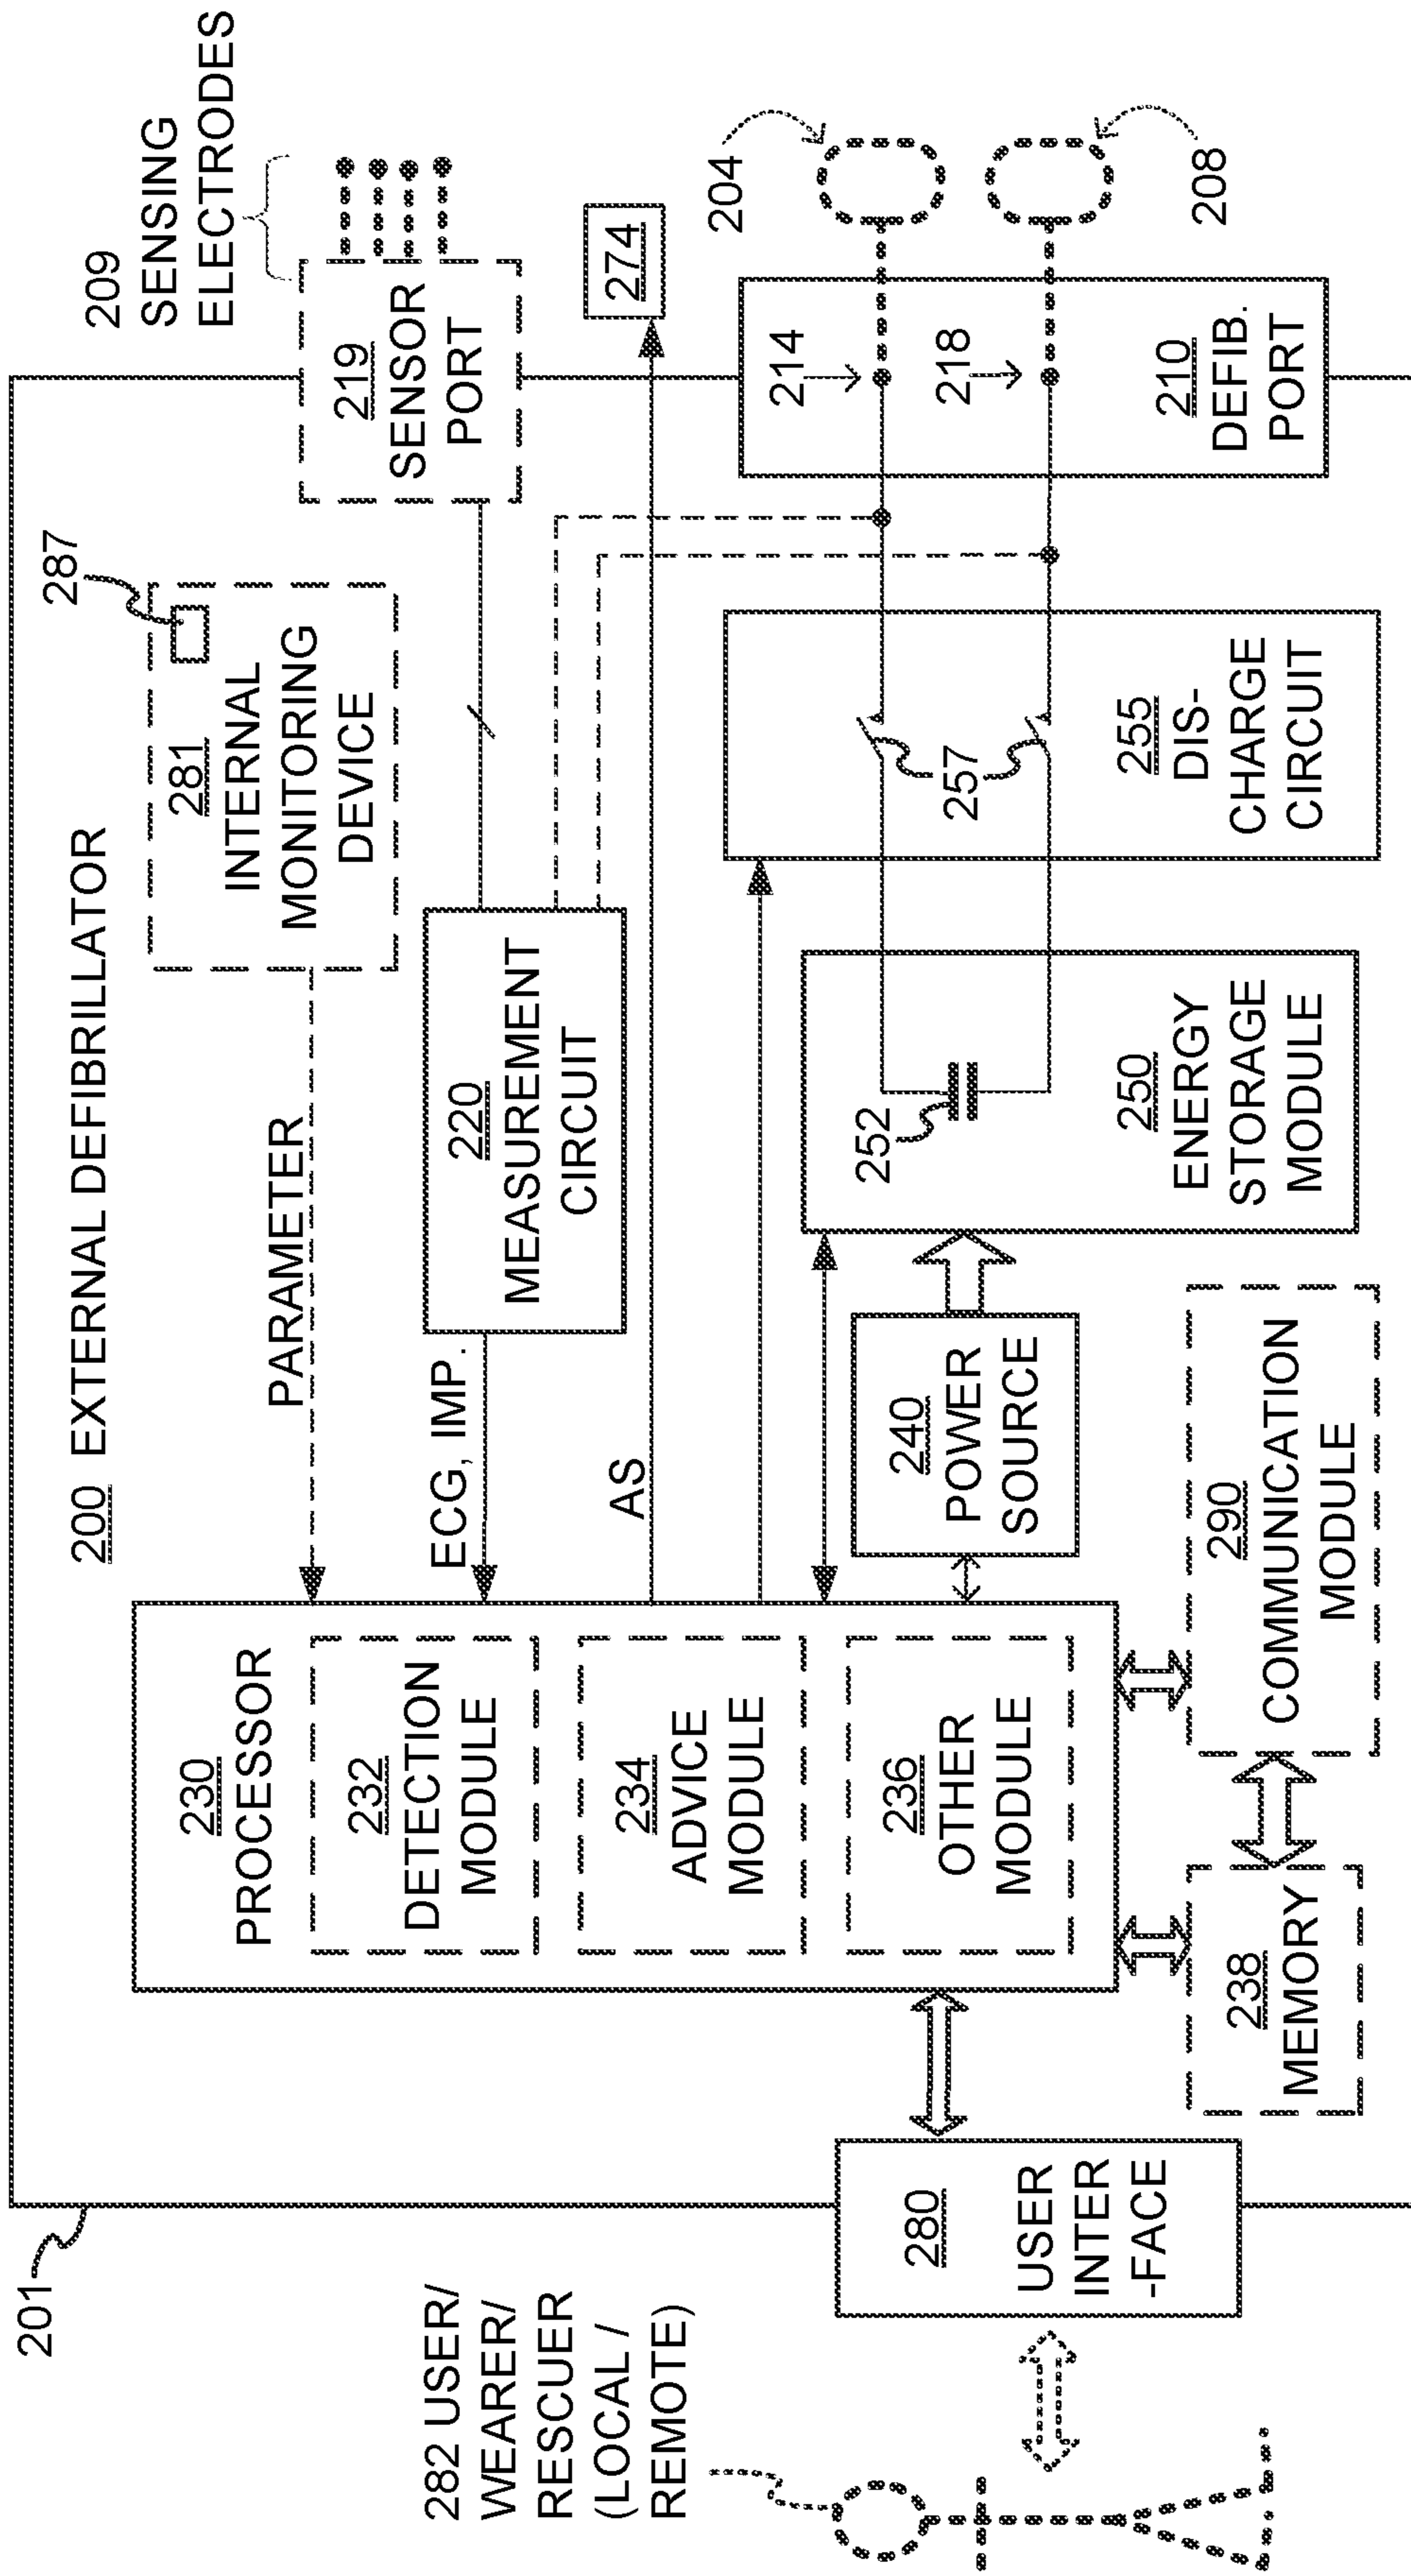 200 EXTERNAL DEFIBRILLATOR
201
209
SENSING
ELECTRODES
287
281
INTERNAL
MONITORING
DEVICE
219
SENSOR
PORT
PARAMETER
230
PROCESSOR
232
DETECTION
MODULE
234
ADVICE
MODULE
236
OTHER
MODULE
ECG, IMP.
220
MEASUREMENT
CIRCUIT
AS
274
204
208
214
218
210
DEFIB.
PORT
257
255
DIS-
CHARGE
CIRCUIT
252
250
ENERGY
STORAGE
MODULE
240
POWER
SOURCE
290
COMMUNICATION
MODULE
238
MEMORY
280
USER
INTER
-FACE
282 USER/
WEARER/
RESCUER
(LOCAL /
REMOTE)